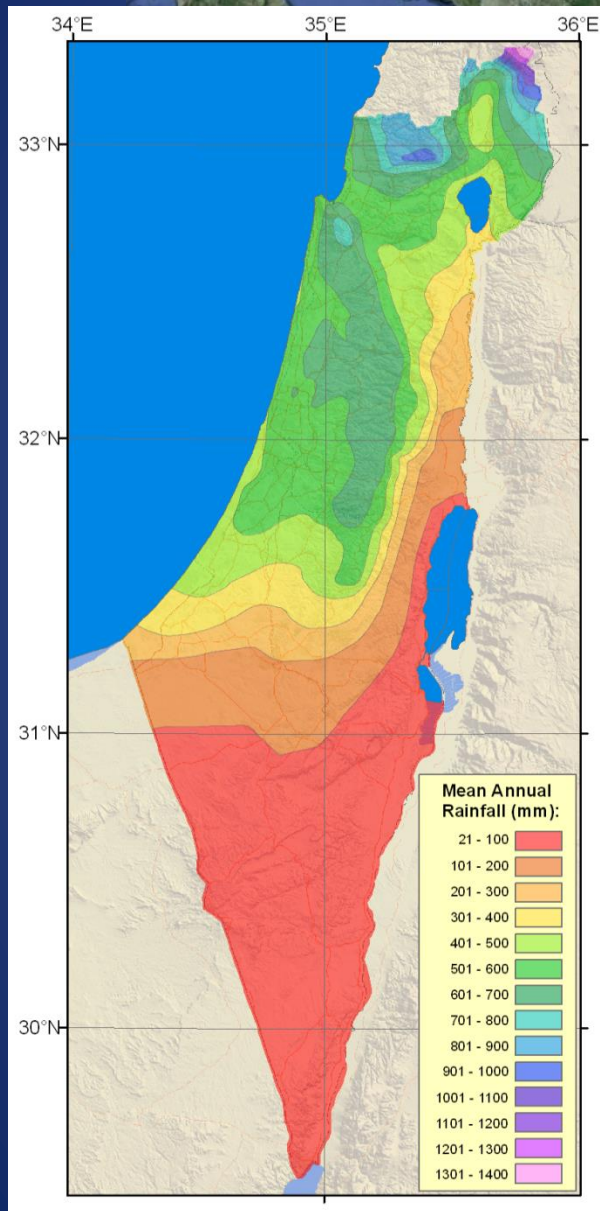 34°E 35°E 36°E
33°N
32°N
31°N
30°N
Mean Annual
Rainfall (mm):
21 - 100
101 - 200
201 - 300
301 - 400
401 - 500
501 - 600
601 - 700
701 - 800
801 - 900
901 - 1000
1001 - 1100
1101 - 1200
1201 - 1300
1301 - 1400